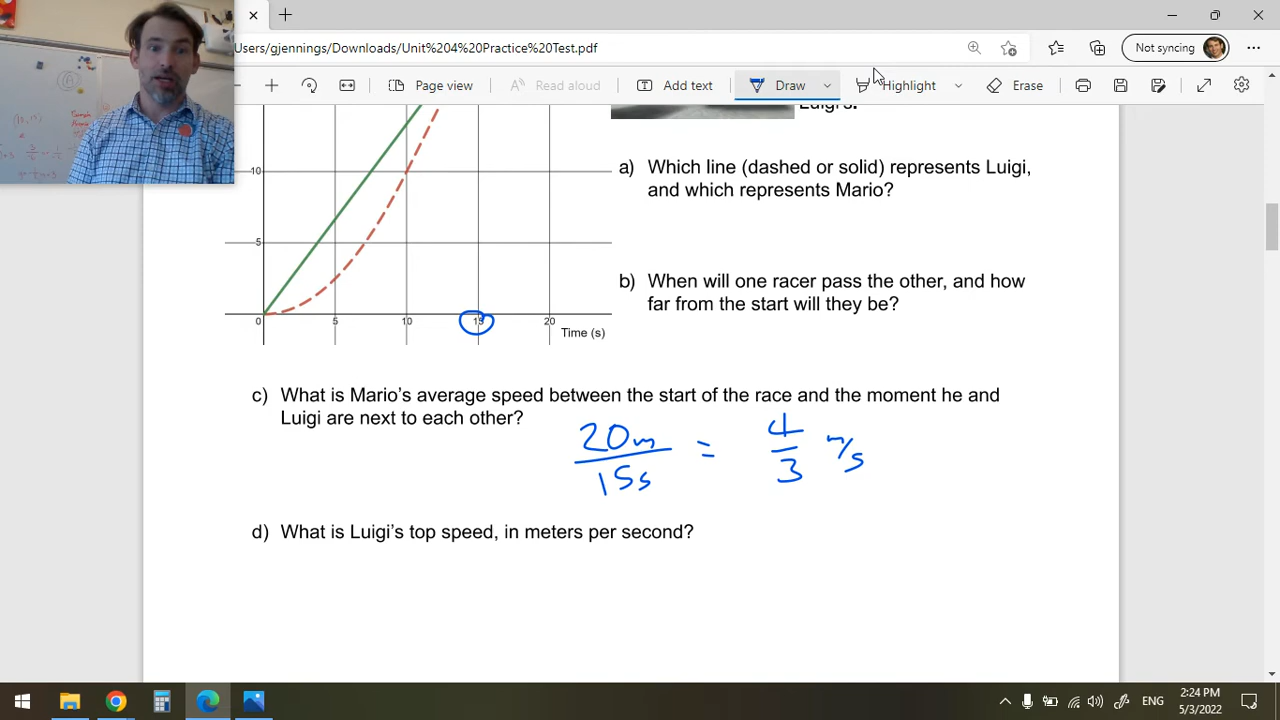 Users/gjennings/Downloads/Unit%204%20Practice%20Test.pdf
Not syncing
Page view
Read aloud
Add text
Draw
Highlight
Erase
Luigi's.
10
5
0
5
10
15
20
Time (s)
a) Which line (dashed or solid) represents Luigi,
and which represents Mario?
b) When will one racer pass the other, and how
far from the start will they be?
c) What is Mario's average speed between the start of the race and the moment he and
Luigi are next to each other?
20m
15s
=
4
3
m/s
d) What is Luigi's top speed, in meters per second?
ENG
2:24 PM
5/3/2022